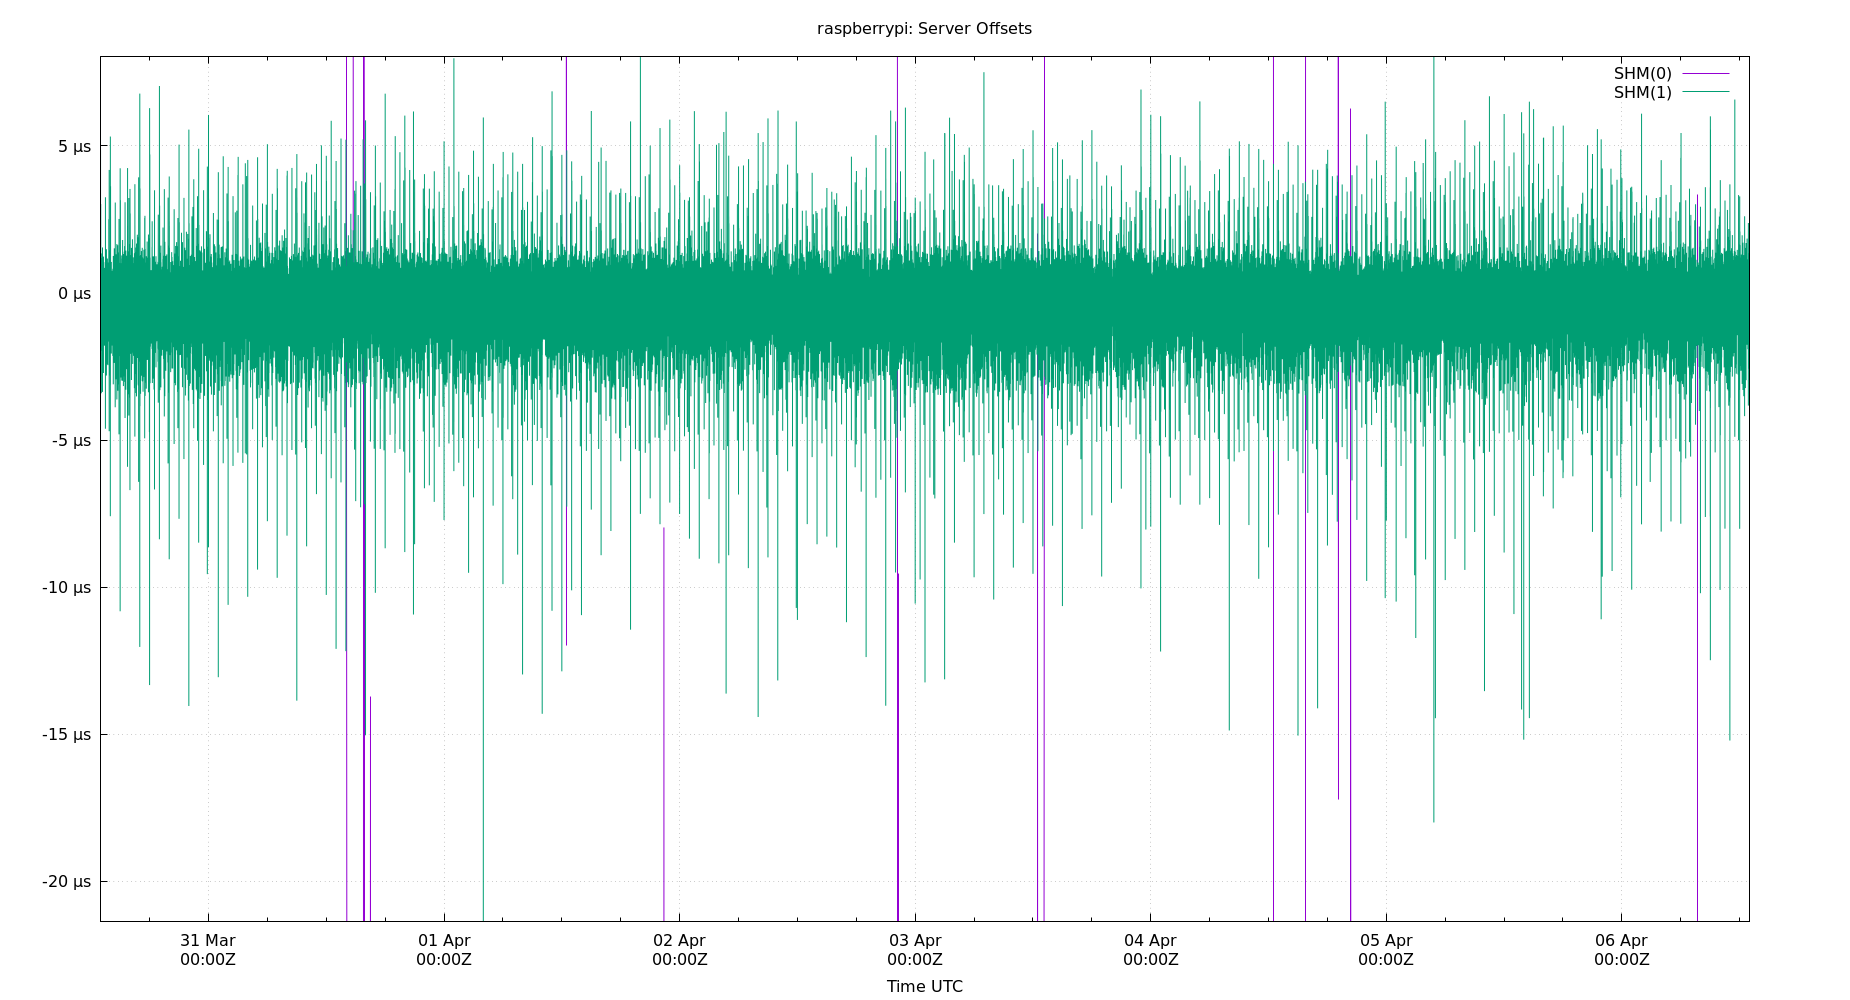 raspberrypi: Server Offsets
SHM(0)
SHM(1)
5 µs
0 µs
-5 µs
-10 µs
-15 µs
-20 µs
31 Mar 01 Apr 02 Apr 03 Apr 04 Apr 05 Apr 06 Apr
00:00Z 00:00Z 00:00Z 00:00Z 00:00Z 00:00Z 00:00Z
Time UTC